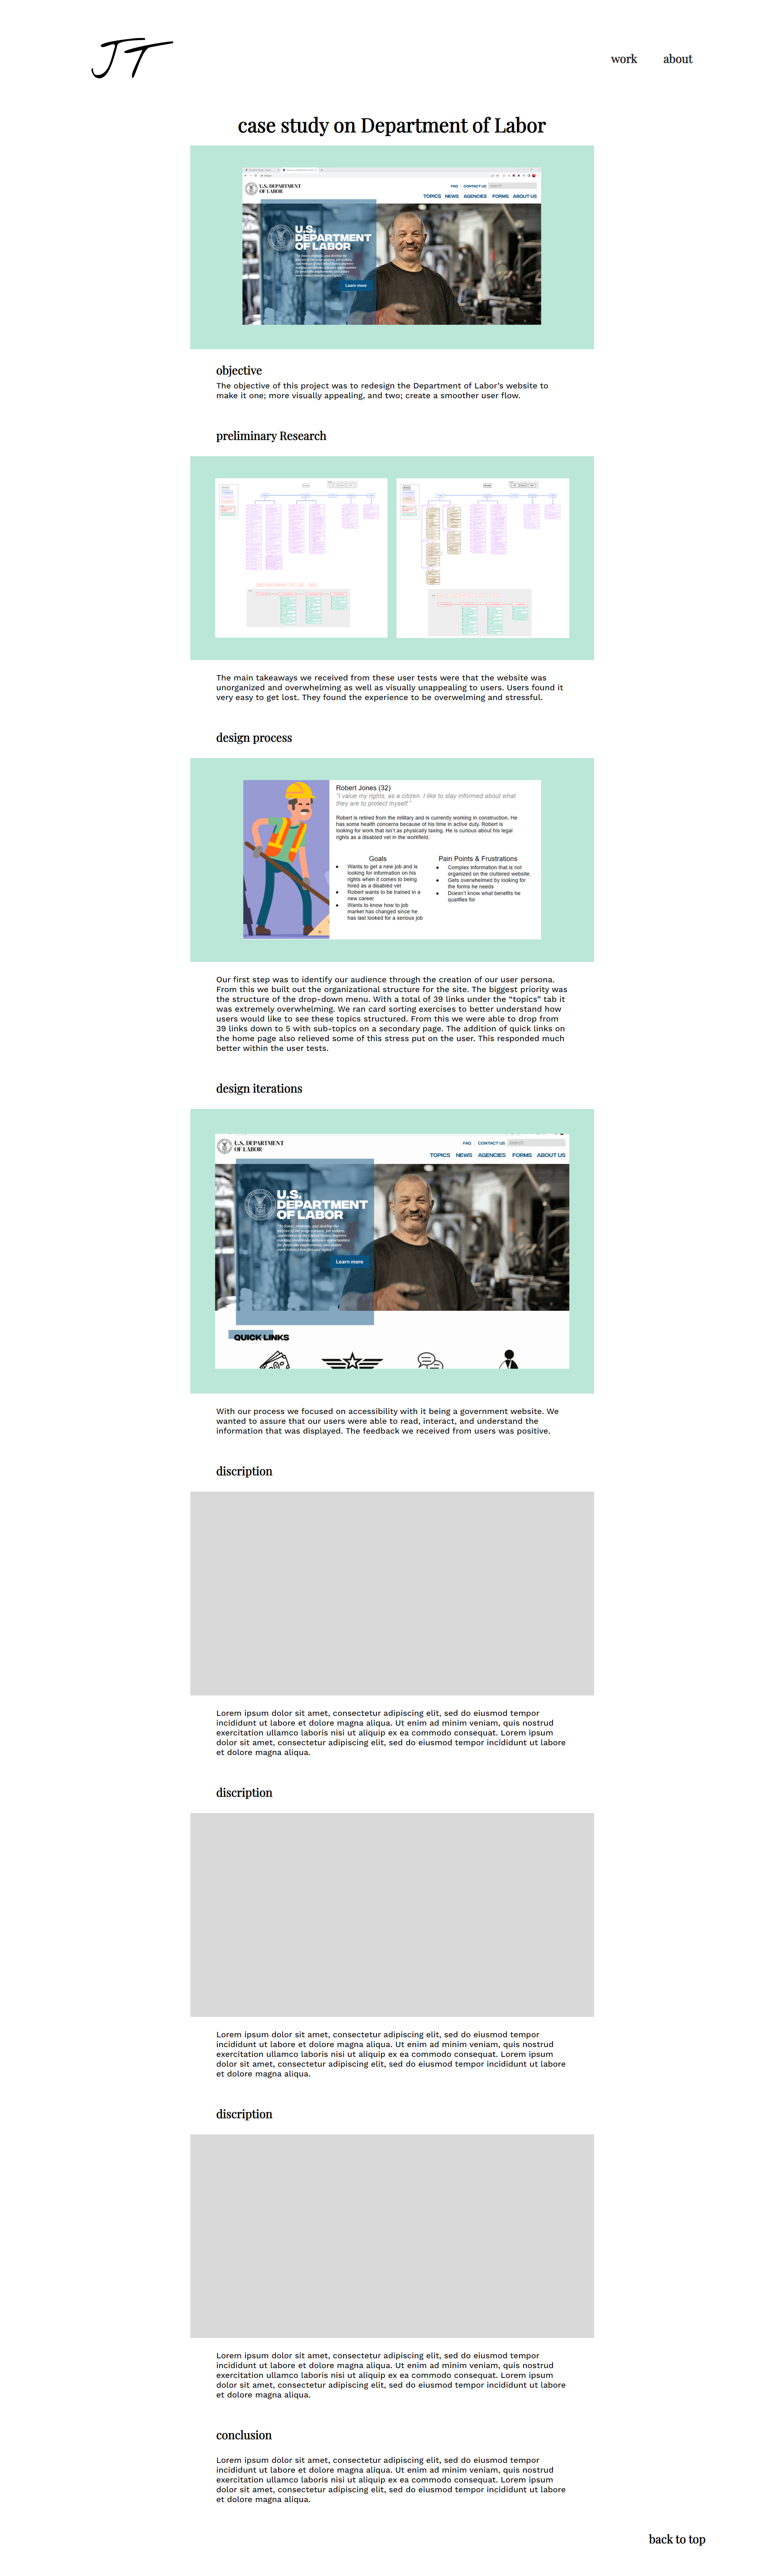 JT
work about
case study on Department of Labor
U.S. DEPARTMENT
OF LABOR
FAQ CONTACT US search
TOPICS NEWS AGENCIES FORMS ABOUT US
U.S.
DEPARTMENT
OF LABOR
Learn more
objective
The objective of this project was to redesign the Department of Labor's website to
make it one; more visually appealing, and two; create a smoother user flow.
preliminary Research
The main takeaways we received from these user tests were that the website was
unorganized and overwhelming as well as visually unappealing to users. Users found it
very easy to get lost. They found the experience to be overwelming and stressful.
design process
Robert Jones (32)
"I value my rights, as a citizen. I like to stay informed about what
they are to protect myself."
Robert is retired from the military and is currently working in construction. He
has some health concerns because of his time in active duty. Robert is
looking for work that isn't as physically taxing. He is curious about his legal
rights as a disabled vet in the workfield.
Goals
• Wants to get a new job and is
looking for information on his
rights when it comes to being
hired as a disabled vet
• Robert wants to be trained in a
new career
• Wants to know how to job
market has changed since he
has last looked for a serious job
Pain Points & Frustrations
• Complex information that is not
organized on the cluttered website.
• Gets overwhelmed by looking for
the forms he needs
• Doesn't know what benefits he
qualifies for
Our first step was to identify our audience through the creation of our user persona.
From this we built out the organizational structure for the site. The biggest priority was
the structure of the drop-down menu. With a total of 39 links under the “topics” tab it
was extremely overwhelming. We ran card sorting exercises to better understand how
users would like to see these topics structured. From this we were able to drop from
39 links down to 5 with sub-topics on a secondary page. The addition of quick links on
the home page also relieved some of this stress put on the user. This responded much
better within the user tests.
design iterations
U.S. DEPARTMENT
OF LABOR
FAQ CONTACT US search
TOPICS NEWS AGENCIES FORMS ABOUT US
U.S.
DEPARTMENT
OF LABOR
Learn more
QUICK LINKS
With our process we focused on accessibility with it being a government website. We
wanted to assure that our users were able to read, interact, and understand the
information that was displayed. The feedback we received from users was positive.
discription
Lorem ipsum dolor sit amet, consectetur adipiscing elit, sed do eiusmod tempor
incididunt ut labore et dolore magna aliqua. Ut enim ad minim veniam, quis nostrud
exercitation ullamco laboris nisi ut aliquip ex ea commodo consequat. Lorem ipsum
dolor sit amet, consectetur adipiscing elit, sed do eiusmod tempor incididunt ut labore
et dolore magna aliqua.
discription
Lorem ipsum dolor sit amet, consectetur adipiscing elit, sed do eiusmod tempor
incididunt ut labore et dolore magna aliqua. Ut enim ad minim veniam, quis nostrud
exercitation ullamco laboris nisi ut aliquip ex ea commodo consequat. Lorem ipsum
dolor sit amet, consectetur adipiscing elit, sed do eiusmod tempor incididunt ut labore
et dolore magna aliqua.
discription
Lorem ipsum dolor sit amet, consectetur adipiscing elit, sed do eiusmod tempor
incididunt ut labore et dolore magna aliqua. Ut enim ad minim veniam, quis nostrud
exercitation ullamco laboris nisi ut aliquip ex ea commodo consequat. Lorem ipsum
dolor sit amet, consectetur adipiscing elit, sed do eiusmod tempor incididunt ut labore
et dolore magna aliqua.
conclusion
Lorem ipsum dolor sit amet, consectetur adipiscing elit, sed do eiusmod tempor
incididunt ut labore et dolore magna aliqua. Ut enim ad minim veniam, quis nostrud
exercitation ullamco laboris nisi ut aliquip ex ea commodo consequat. Lorem ipsum
dolor sit amet, consectetur adipiscing elit, sed do eiusmod tempor incididunt ut labore
et dolore magna aliqua.
back to top